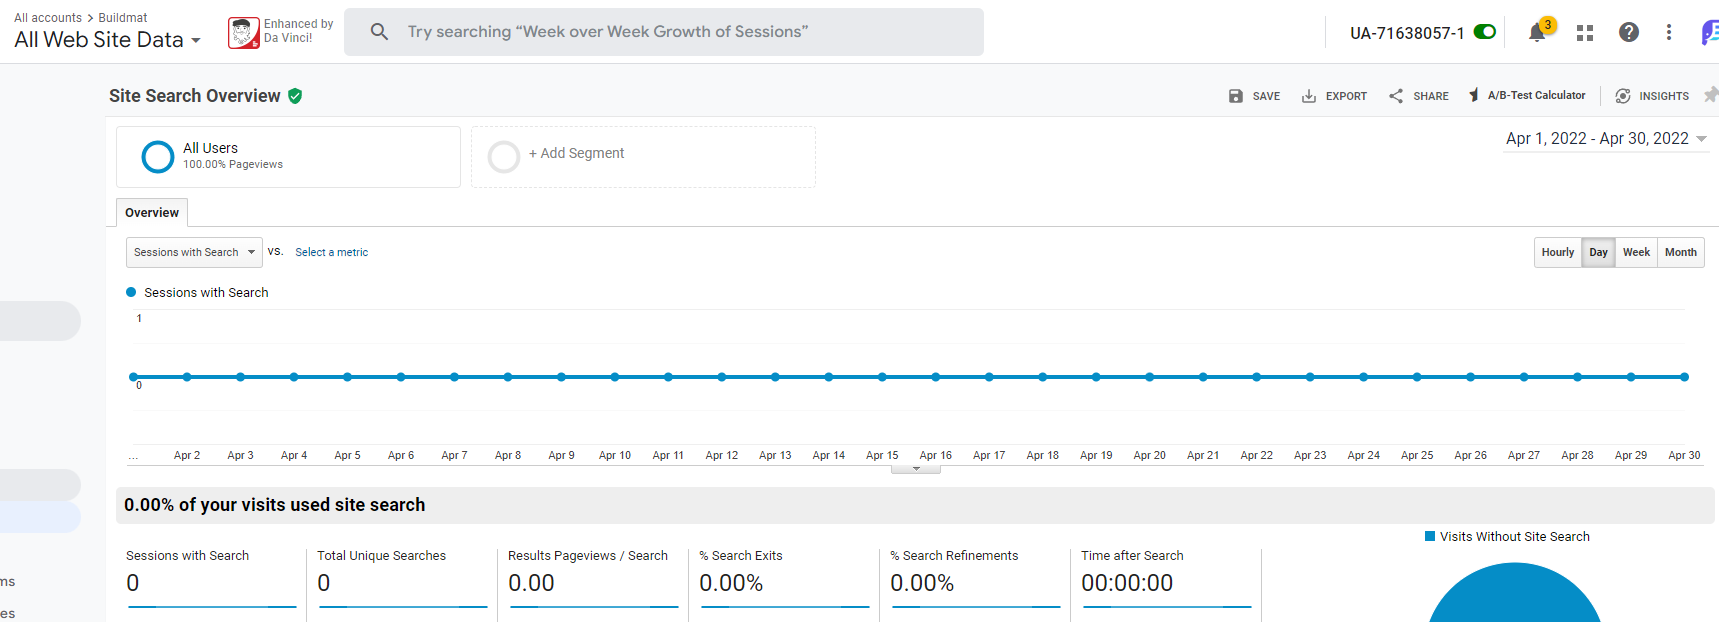 All accounts > Buildmat
All Web Site Data
Enhanced by
Da Vinci!
Try searching “Week over Week Growth of Sessions”
UA-71638057-1
3
Site Search Overview
SAVE
EXPORT
SHARE
A/B-Test Calculator
INSIGHTS
All Users
100.00% Pageviews
+ Add Segment
Apr 1, 2022 - Apr 30, 2022
Overview
Sessions with Search
VS.
Select a metric
Hourly
Day
Week
Month
Sessions with Search
1
0
... Apr 2 Apr 3 Apr 4 Apr 5 Apr 6 Apr 7 Apr 8 Apr 9 Apr 10 Apr 11 Apr 12 Apr 13 Apr 14 Apr 15 Apr 16 Apr 17 Apr 18 Apr 19 Apr 20 Apr 21 Apr 22 Apr 23 Apr 24 Apr 25 Apr 26 Apr 27 Apr 28 Apr 29 Apr 30
0.00% of your visits used site search
Visits Without Site Search
Sessions with Search
0
Total Unique Searches
0
Results Pageviews / Search
0.00
% Search Exits
0.00%
% Search Refinements
0.00%
Time after Search
00:00:00
ms
es